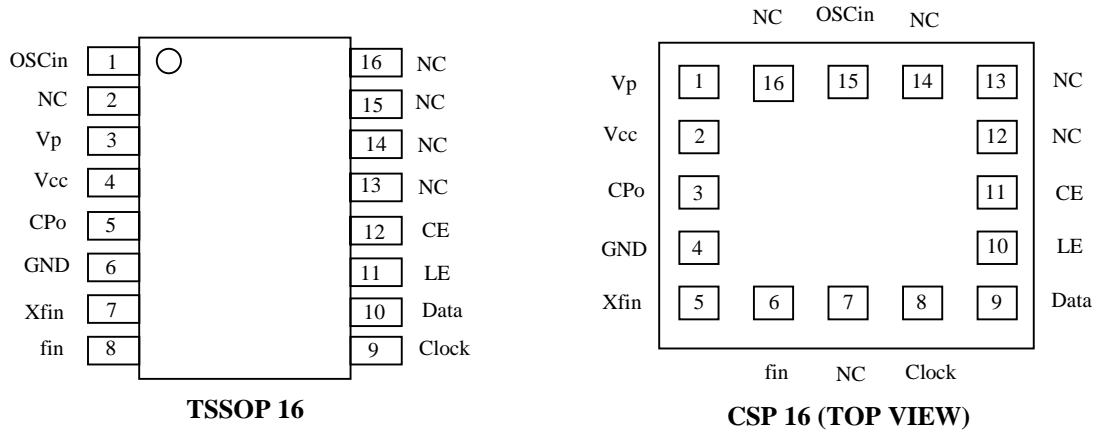 OSCin 1 16 NC
NC 2 15 NC
Vp 3 14 NC
Vcc 4 13 NC
CPo 5 12 CE
GND 6 11 LE
Xfin 7 10 Data
fin 8 9 Clock
TSSOP 16
NC OSCin NC
Vp 1 16 15 14 13 NC
Vcc 2 12 NC
CPo 3 11 CE
GND 4 10 LE
Xfin 5 6 7 8 9 Data
fin NC Clock
CSP 16 (TOP VIEW)